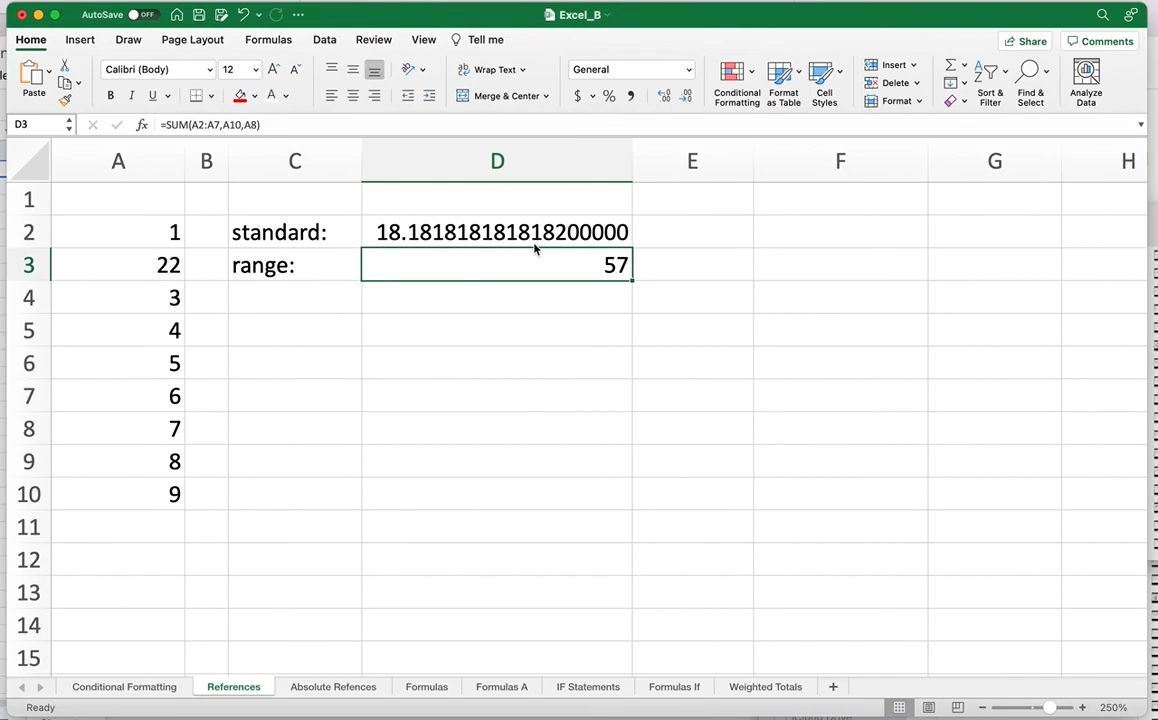 AutoSave OFF Excel_B
Home Insert Draw Page Layout Formulas Data Review View Tell me Share Comments
Paste Calibri (Body) 12 A A Wrap Text General Conditional Formatting Format as Table Cell Styles Insert Sort & Filter Find & Select Analyze Data
B I U A Merge & Center $ % Delete
Format
D3 fx =SUM(A2:A7,A10,A8)
A B C D E F G H
1
2 1 standard: 18.181818181818200000
3 22 range: 57
4 3
5 4
6 5
7 6
8 7
9 8
10 9
11
12
13
14
15
Conditional Formatting References Absolute Refences Formulas Formulas A IF Statements Formulas If Weighted Totals +
Ready 250%